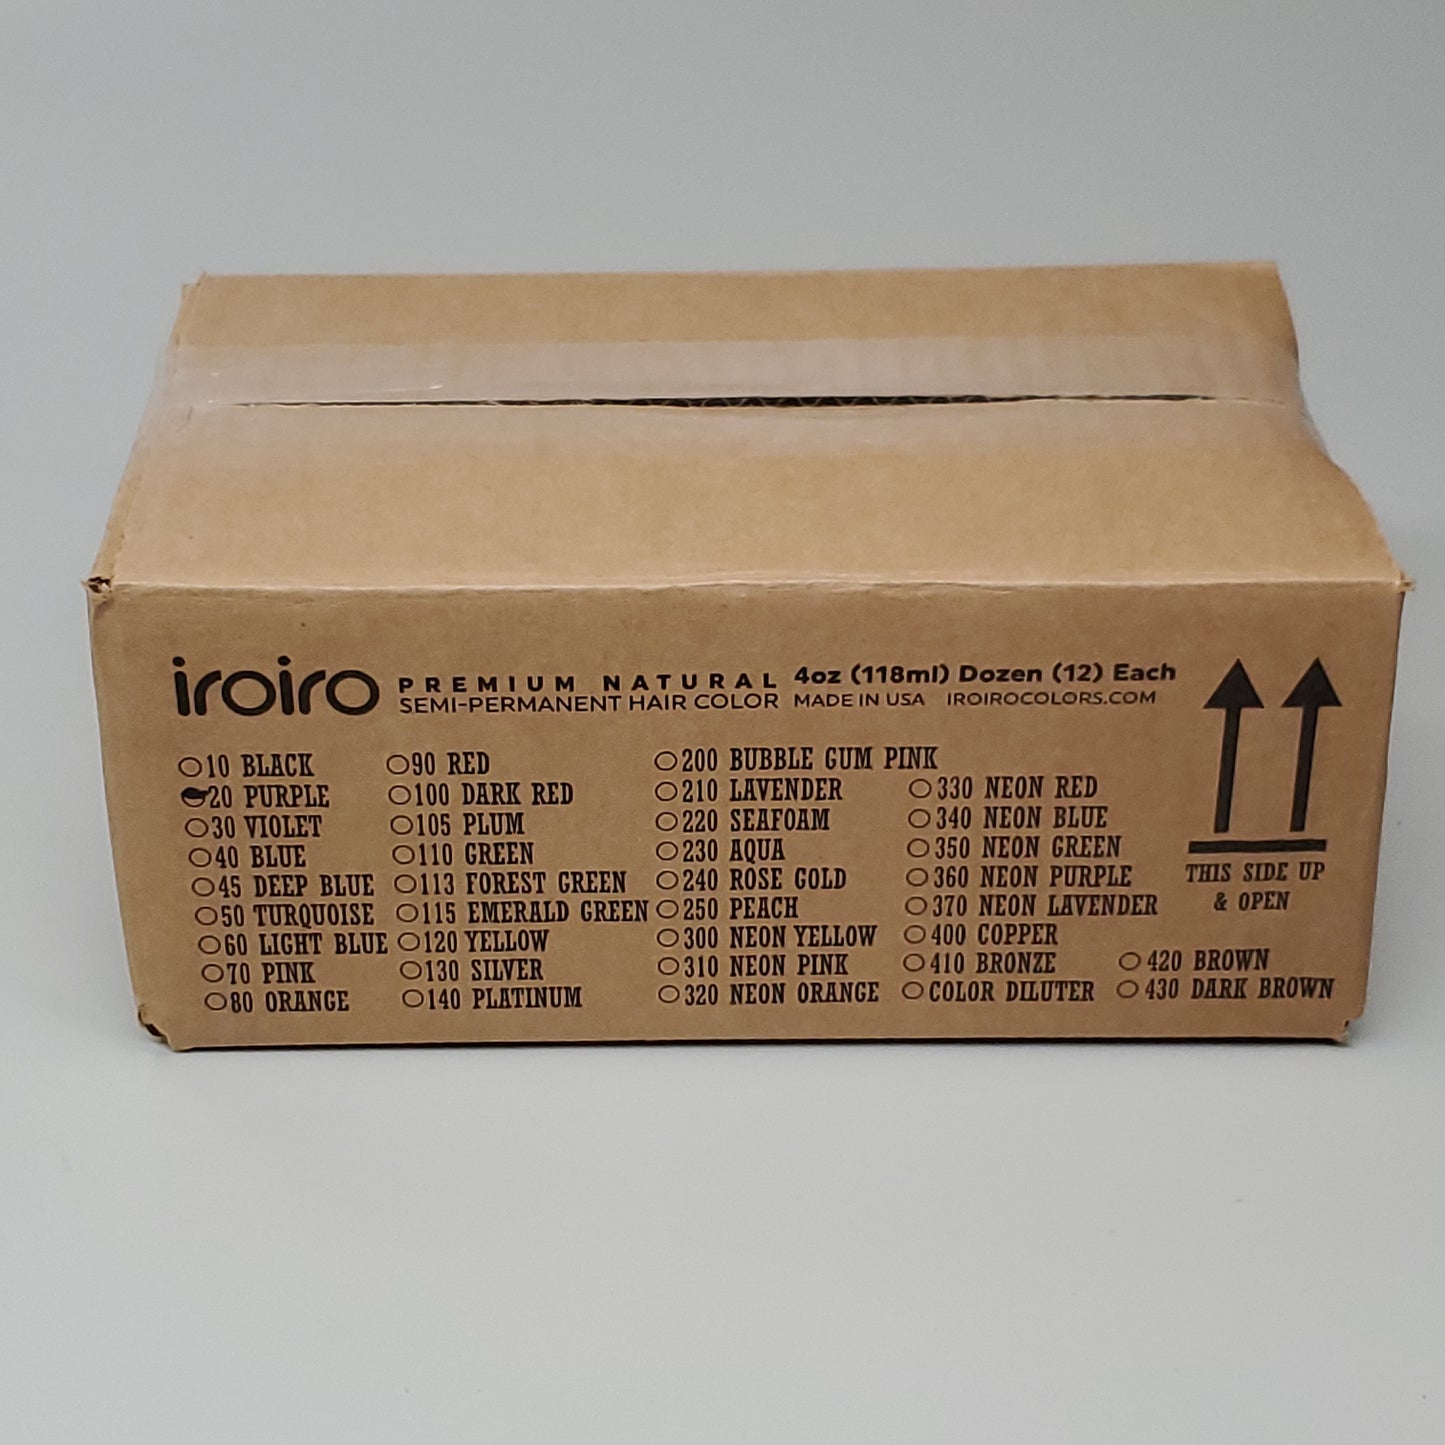 iroiro PREMIUM NATURAL 4oz (118ml) Dozen (12) Each
SEMI-PERMANENT HAIR COLOR MADE IN USA IROIROCOLORS.COM
10 BLACK
20 PURPLE
30 VIOLET
40 BLUE
45 DEEP BLUE
50 TURQUOISE
60 LIGHT BLUE
70 PINK
80 ORANGE
90 RED
100 DARK RED
105 PLUM
110 GREEN
113 FOREST GREEN
115 EMERALD GREEN
120 YELLOW
130 SILVER
140 PLATINUM
200 BUBBLE GUM PINK
210 LAVENDER
220 SEAFOAM
230 AQUA
240 ROSE GOLD
250 PEACH
300 NEON YELLOW
310 NEON PINK
320 NEON ORANGE
330 NEON RED
340 NEON BLUE
350 NEON GREEN
360 NEON PURPLE
370 NEON LAVENDER
400 COPPER
410 BRONZE
COLOR DILUTER
420 BROWN
430 DARK BROWN
THIS SIDE UP
& OPEN